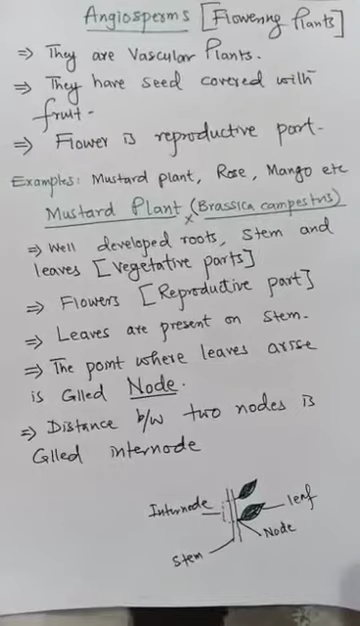 Angiosperms [Flowering Plants]
⇒ They are Vascular Plants.
⇒ They have seed covered with
fruit.
⇒ Flower is reproductive part.
Examples: Mustard plant, Rose, Mango etc
Mustard Plant (Brassica campestris)
⇒ Well developed roots, Stem and
leaves [vegetative parts]
⇒ Flowers [Reproductive part]
⇒ Leaves are present on stem.
⇒ The point where leaves arise
is Called Node.
⇒ Distance b/w two nodes is
Called internode
Internode
leaf
Node
Stem